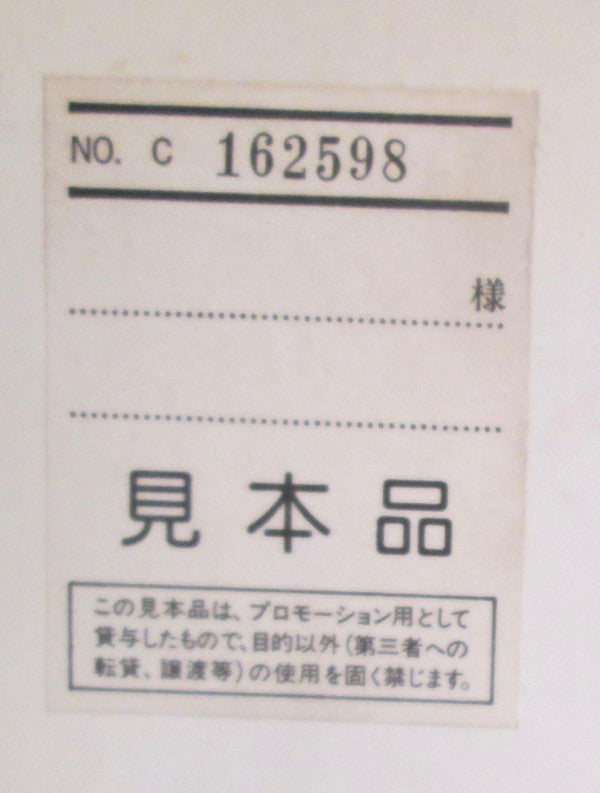 NO. C 162598
様
見本品
この見本品は、プロモーション用として
貸与したもので、目的以外（第三者への
転貸、譲渡等）の使用を固く禁じます。